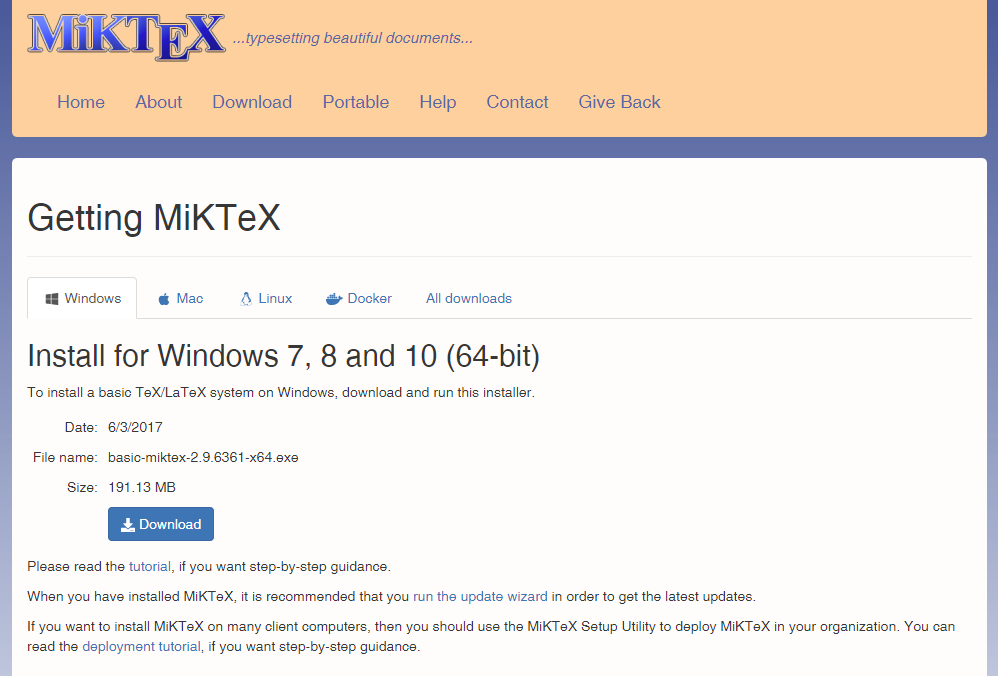 MiKTEX ...typesetting beautiful documents...
Home About Download Portable Help Contact Give Back
Getting MiKTeX
Windows Mac Linux Docker All downloads
Install for Windows 7, 8 and 10 (64-bit)
To install a basic TeX/LaTeX system on Windows, download and run this installer.
Date: 6/3/2017
File name: basic-miktex-2.9.6361-x64.exe
Size: 191.13 MB
Download
Please read the tutorial, if you want step-by-step guidance.
When you have installed MiKTeX, it is recommended that you run the update wizard in order to get the latest updates.
If you want to install MiKTeX on many client computers, then you should use the MiKTeX Setup Utility to deploy MiKTeX in your organization. You can
read the deployment tutorial, if you want step-by-step guidance.